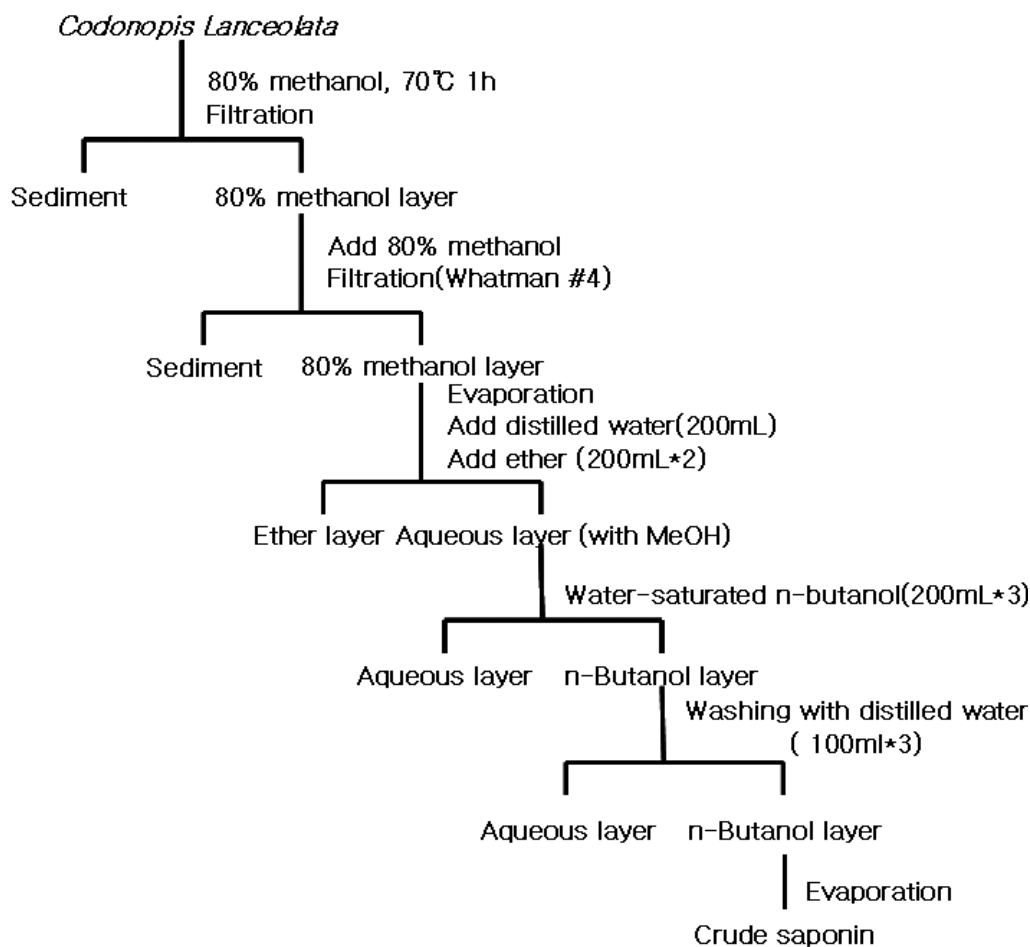 Codonopis Lanceolata
80% methanol, 70℃ 1h
Filtration
Sediment
80% methanol layer
Add 80% methanol
Filtration(Whatman #4)
Sediment
80% methanol layer
Evaporation
Add distilled water(200mL)
Add ether (200mL*2)
Ether layer
Aqueous layer (with MeOH)
Water-saturated n-butanol(200mL*3)
Aqueous layer
n-Butanol layer
Washing with distilled water
( 100ml*3)
Aqueous layer
n-Butanol layer
Evaporation
Crude saponin